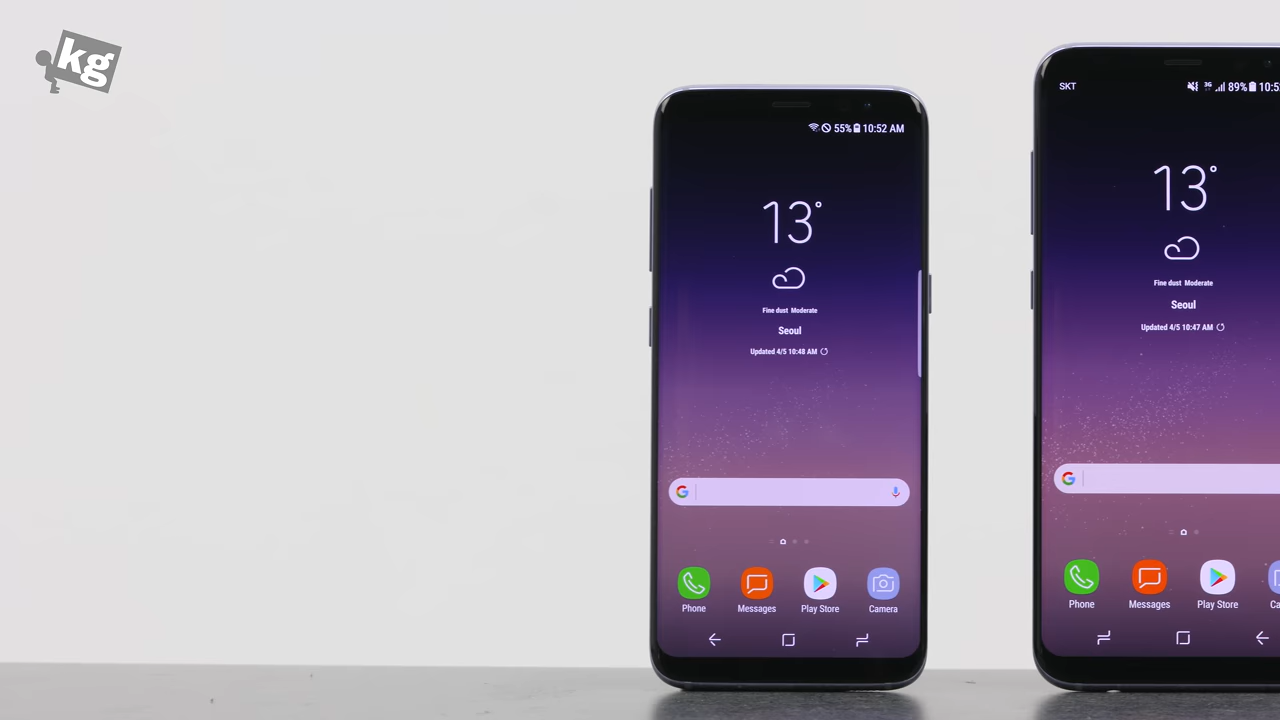 kg
55% 10:52 AM
13°
Fine dust Moderate
Seoul
Updated 4/5 10:48 AM
G
Phone Messages Play Store Camera
SKT 3G 89% 10:5
13°
Fine dust Moderate
Seoul
Updated 4/5 10:47 AM
G
Phone Messages Play Store Ca